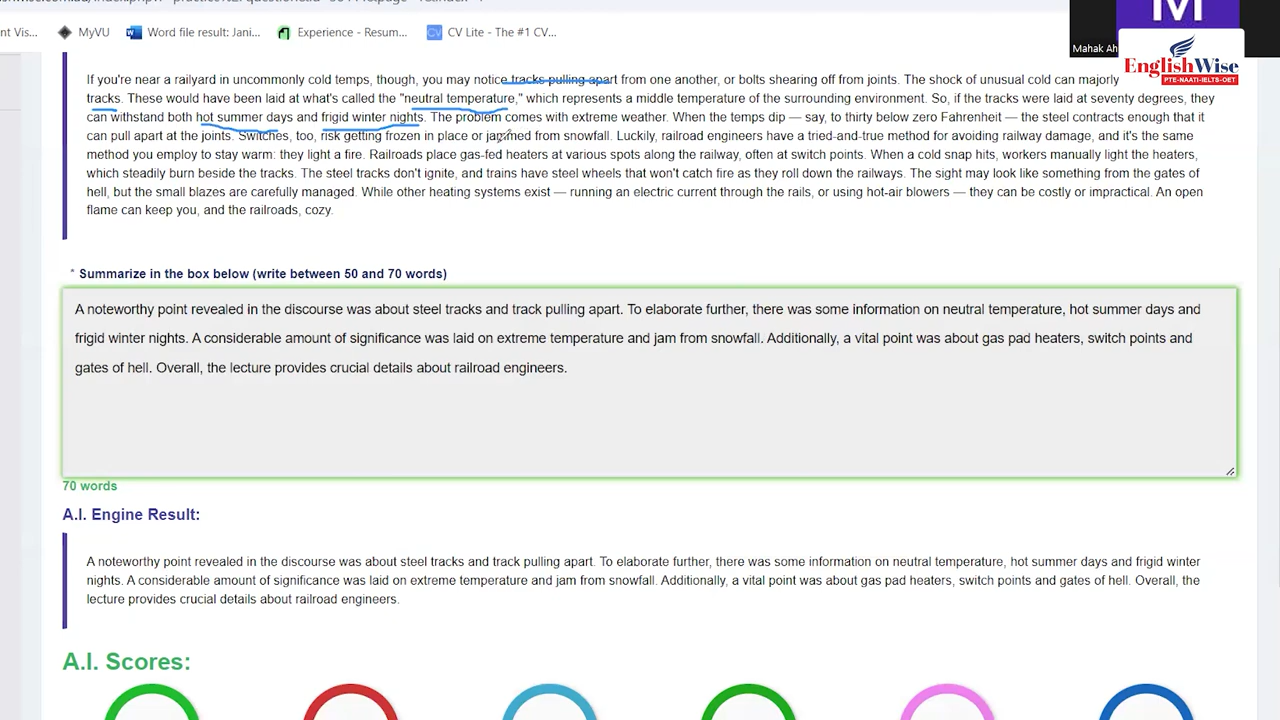 nt Vis...
MyVU
Word file result: Jani...
Experience - Resum...
CV Lite - The #1 CV...
M
Mahak Ah
EnglishWise
PTE-NAATI-IELTS-OET
If you're near a railyard in uncommonly cold temps, though, you may notice tracks pulling apart from one another, or bolts shearing off from joints. The shock of unusual cold can majorly
tracks. These would have been laid at what's called the "neutral temperature," which represents a middle temperature of the surrounding environment. So, if the tracks were laid at seventy degrees, they
can withstand both hot summer days and frigid winter nights. The problem comes with extreme weather. When the temps dip — say, to thirty below zero Fahrenheit — the steel contracts enough that it
can pull apart at the joints. Switches, too, risk getting frozen in place or jammed from snowfall. Luckily, railroad engineers have a tried-and-true method for avoiding railway damage, and it's the same
method you employ to stay warm: they light a fire. Railroads place gas-fed heaters at various spots along the railway, often at switch points. When a cold snap hits, workers manually light the heaters,
which steadily burn beside the tracks. The steel tracks don't ignite, and trains have steel wheels that won't catch fire as they roll down the railways. The sight may look like something from the gates of
hell, but the small blazes are carefully managed. While other heating systems exist — running an electric current through the rails, or using hot-air blowers — they can be costly or impractical. An open
flame can keep you, and the railroads, cozy.
* Summarize in the box below (write between 50 and 70 words)
A noteworthy point revealed in the discourse was about steel tracks and track pulling apart. To elaborate further, there was some information on neutral temperature, hot summer days and
frigid winter nights. A considerable amount of significance was laid on extreme temperature and jam from snowfall. Additionally, a vital point was about gas pad heaters, switch points and
gates of hell. Overall, the lecture provides crucial details about railroad engineers.
70 words
A.I. Engine Result:
A noteworthy point revealed in the discourse was about steel tracks and track pulling apart. To elaborate further, there was some information on neutral temperature, hot summer days and frigid winter
nights. A considerable amount of significance was laid on extreme temperature and jam from snowfall. Additionally, a vital point was about gas pad heaters, switch points and gates of hell. Overall, the
lecture provides crucial details about railroad engineers.
A.I. Scores: